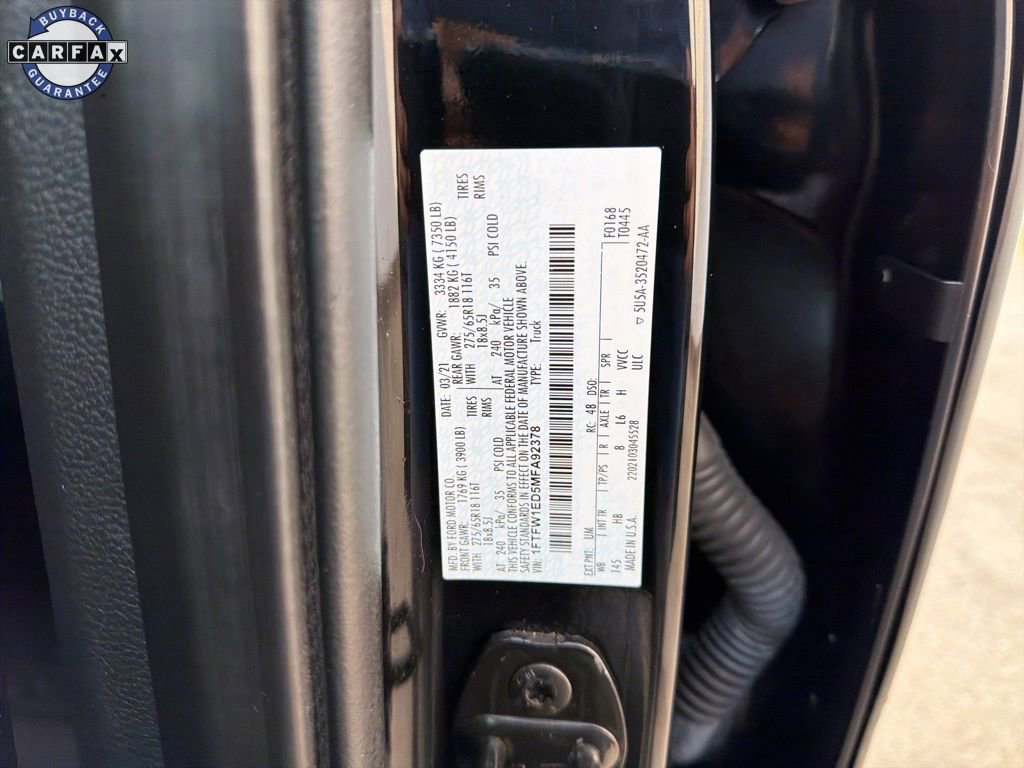 BUYBACK
CARFAX
GUARANTEE
MFD. BY FORD MOTOR CO. DATE: 03/21 GVWR: 3334 KG ( 7350 LB)
FRONT GAWR: 1769 KG ( 3900 LB) REAR GAWR: 1882 KG ( 4150 LB)
WITH 275/65R18 116T TIRES WITH 275/65R18 116T TIRES
18x8.5J RIMS 18x8.5J RIMS
AT 240 kPa/ 35 PSI COLD AT 240 kPa/ 35 PSI COLD
THIS VEHICLE CONFORMS TO ALL APPLICABLE FEDERAL MOTOR VEHICLE
SAFETY STANDARDS IN EFFECT ON THE DATE OF MANUFACTURE SHOWN ABOVE.
VIN: 1FTFW1ED5MFA92378 TYPE: Truck
EXT PNT: UM RC: 48 DSO: F0168
WB INT TR TP/PS R AXLE TR SPR T0445
145 HB 8 L6 H VVCC
MADE IN U.S.A. 2202103045528 ULC 5U5A-3520472-AA